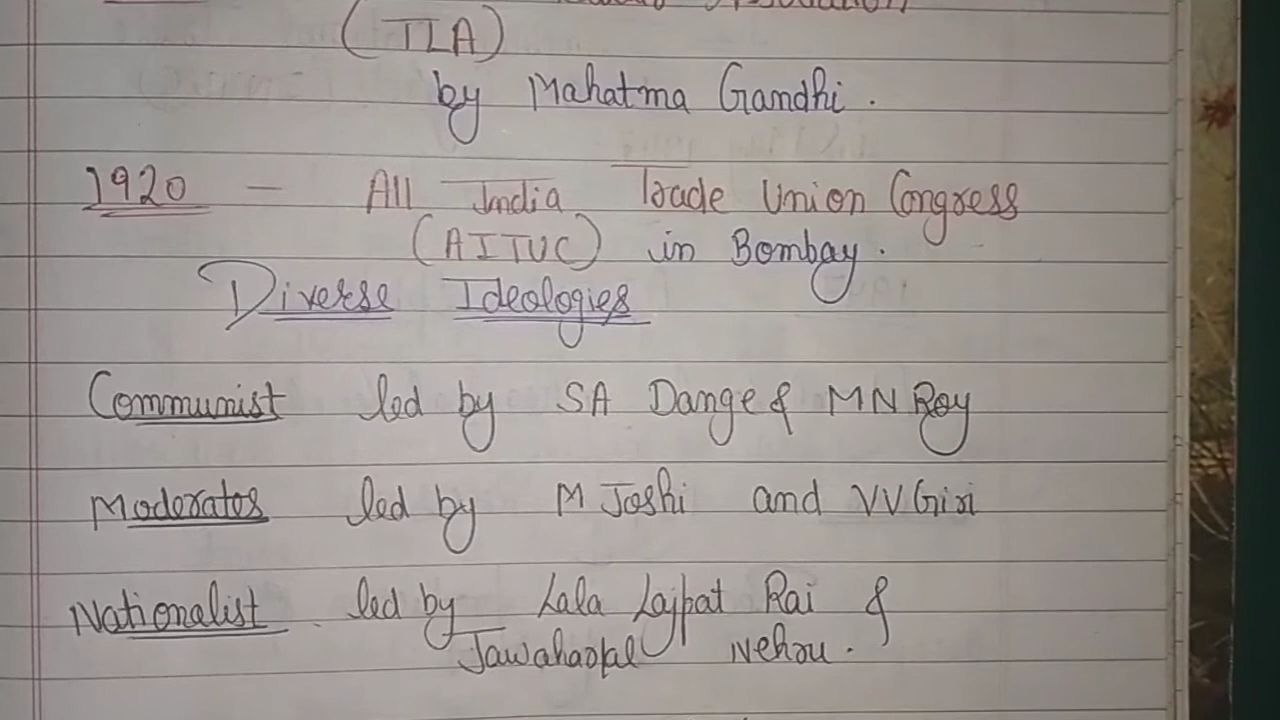 (TLA)
by Mahatma Gandhi.
1920 - All India Trade Union Congress
(AITUC) in Bombay.
Diverse Ideologies
Communist led by SA Dange & MN Roy
Moderates led by M Joshi and VV Giri
Nationalist led by Lala Lajpat Rai &
Jawaharlal Nehru.